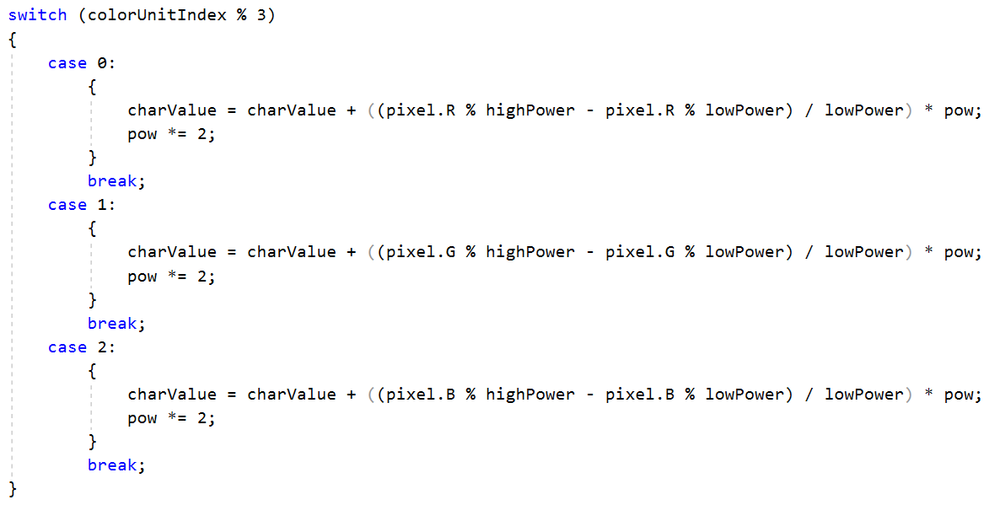 switch (colorUnitIndex % 3)
{
    case 0:
        {
            charValue = charValue + ((pixel.R % highPower - pixel.R % lowPower) / lowPower) * pow;
            pow *= 2;
        }
        break;
    case 1:
        {
            charValue = charValue + ((pixel.G % highPower - pixel.G % lowPower) / lowPower) * pow;
            pow *= 2;
        }
        break;
    case 2:
        {
            charValue = charValue + ((pixel.B % highPower - pixel.B % lowPower) / lowPower) * pow;
            pow *= 2;
        }
        break;
}